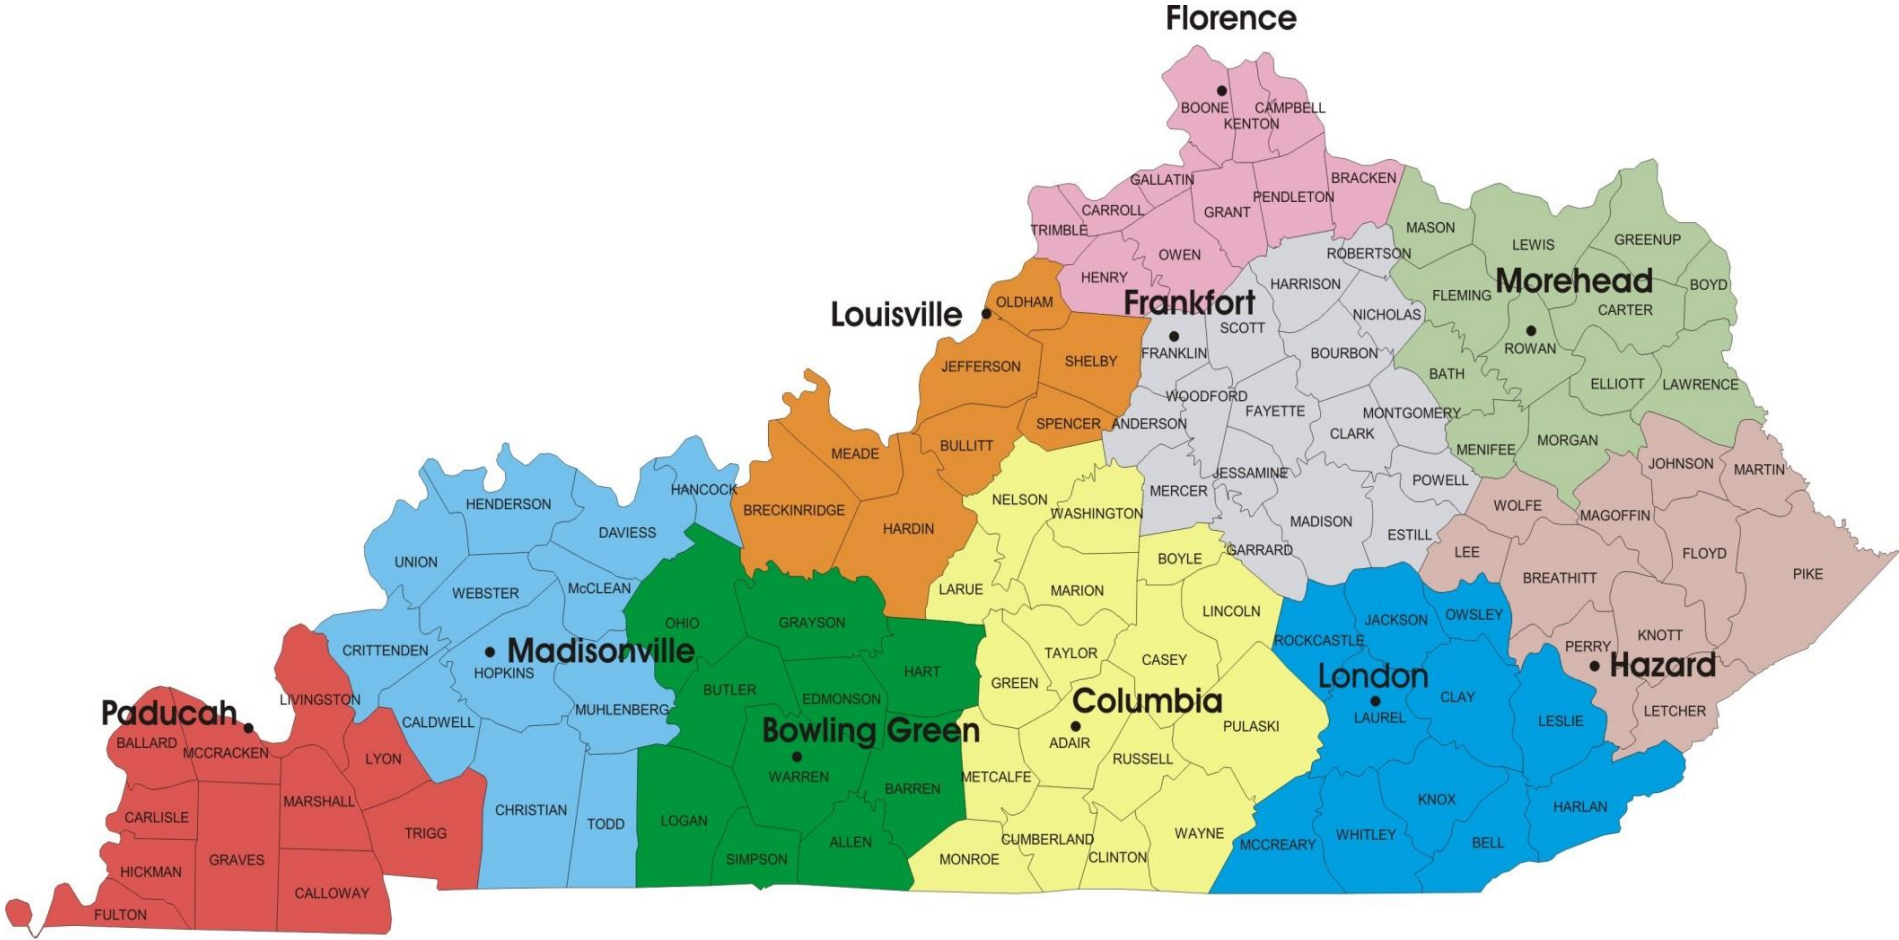 Florence
BOONE
CAMPBELL
KENTON
GALLATIN
BRACKEN
PENDLETON
CARROLL
GRANT
TRIMBLE
OWEN
HENRY
MASON
LEWIS
GREENUP
Morehead
FLEMING
BOYD
CARTER
ROWAN
BATH
ELLIOTT
LAWRENCE
MENIFEE
MORGAN
ROBERTSON
HARRISON
Frankfort
NICHOLAS
SCOTT
FRANKLIN
BOURBON
WOODFORD
FAYETTE
MONTGOMERY
ANDERSON
CLARK
JESSAMINE
POWELL
MERCER
MADISON
ESTILL
GARRARD
Louisville
OLDHAM
JEFFERSON
SHELBY
SPENCER
BULLITT
MEADE
BRECKINRIDGE
HARDIN
JOHNSON
MARTIN
WOLFE
MAGOFFIN
LEE
FLOYD
BREATHITT
PIKE
PERRY
KNOTT
Hazard
LETCHER
HANCOCK
HENDERSON
DAVIESS
UNION
WEBSTER
McCLEAN
CRITTENDEN
Madisonville
HOPKINS
MUHLENBERG
CALDWELL
CHRISTIAN
TODD
NELSON
WASHINGTON
BOYLE
LARUE
MARION
LINCOLN
TAYLOR
CASEY
GREEN
Columbia
PULASKI
ADAIR
RUSSELL
METCALFE
WAYNE
CUMBERLAND
CLINTON
MONROE
OHIO
GRAYSON
HART
BUTLER
EDMONSON
Bowling Green
WARREN
BARREN
LOGAN
ALLEN
SIMPSON
JACKSON
OWSLEY
ROCKCASTLE
London
CLAY
LAUREL
LESLIE
KNOX
HARLAN
WHITLEY
MCCREARY
BELL
LIVINGSTON
Paducah
BALLARD
MCCRACKEN
LYON
MARSHALL
CARLISLE
TRIGG
GRAVES
HICKMAN
CALLOWAY
FULTON